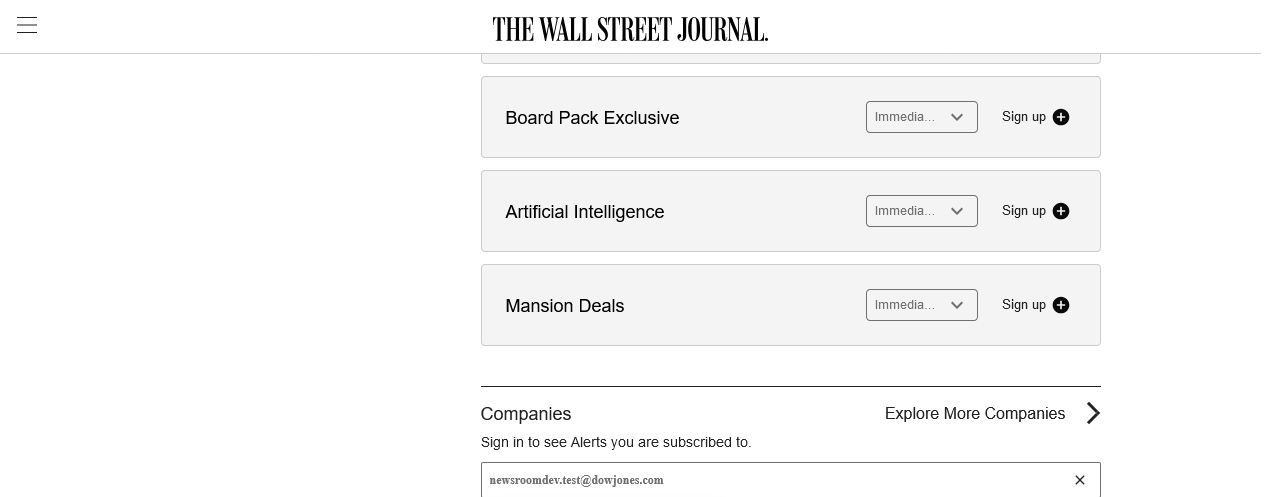 THE WALL STREET JOURNAL.
Board Pack Exclusive
Immedia...
Sign up
Artificial Intelligence
Immedia...
Sign up
Mansion Deals
Immedia...
Sign up
Companies
Explore More Companies
Sign in to see Alerts you are subscribed to.
newsroomdev.test@dowjones.com